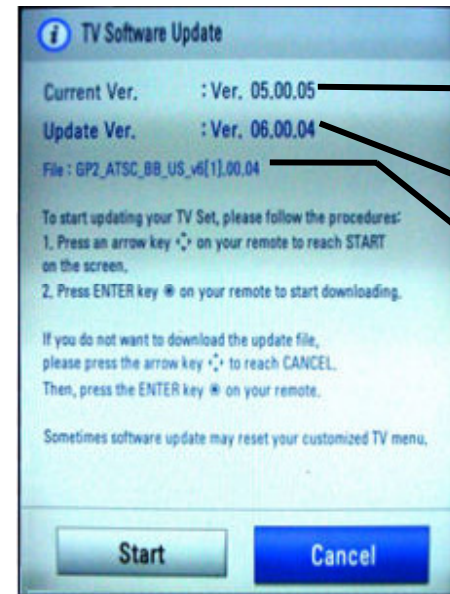 TV Software Update
Current Ver. : Ver. 05.00.05
Update Ver. : Ver. 06.00.04
File : GP2_ATSC_BB_US_v6[1].00.04
To start updating your TV Set, please follow the procedures:
1. Press an arrow key on your remote to reach START
on the screen.
2. Press ENTER key ◉ on your remote to start downloading.
If you do not want to download the update file,
please press the arrow key to reach CANCEL.
Then, press the ENTER key ◉ on your remote.
Sometimes software update may reset your customized TV menu.
Start Cancel